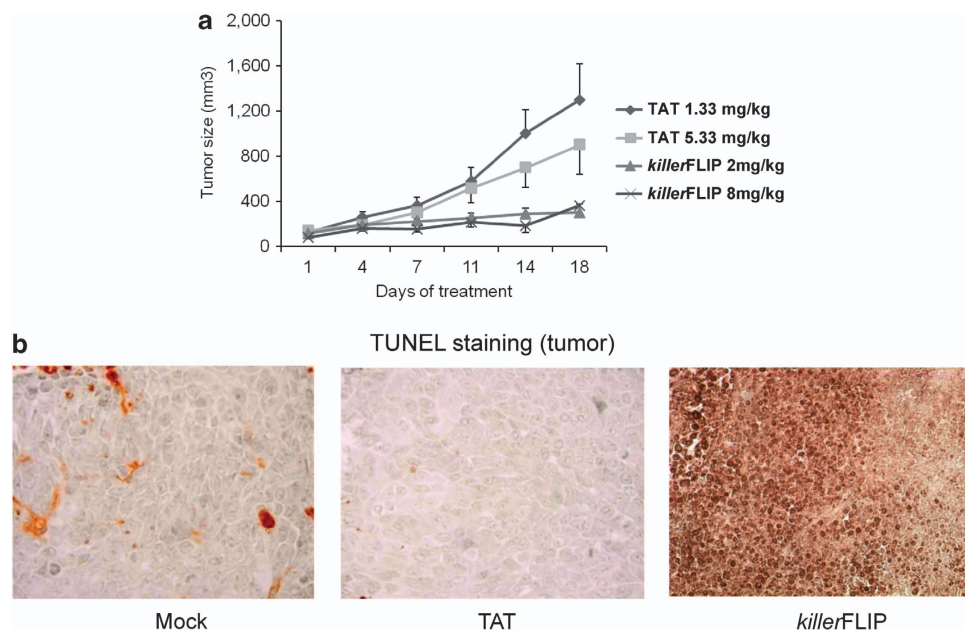 a
2,000
1,600
1,200
800
400
0
Tumor size (mm3)
1 4 7 11 14 18
Days of treatment
TAT 1.33 mg/kg
TAT 5.33 mg/kg
killerFLIP 2mg/kg
killerFLIP 8mg/kg
b
TUNEL staining (tumor)
Mock TAT killerFLIP